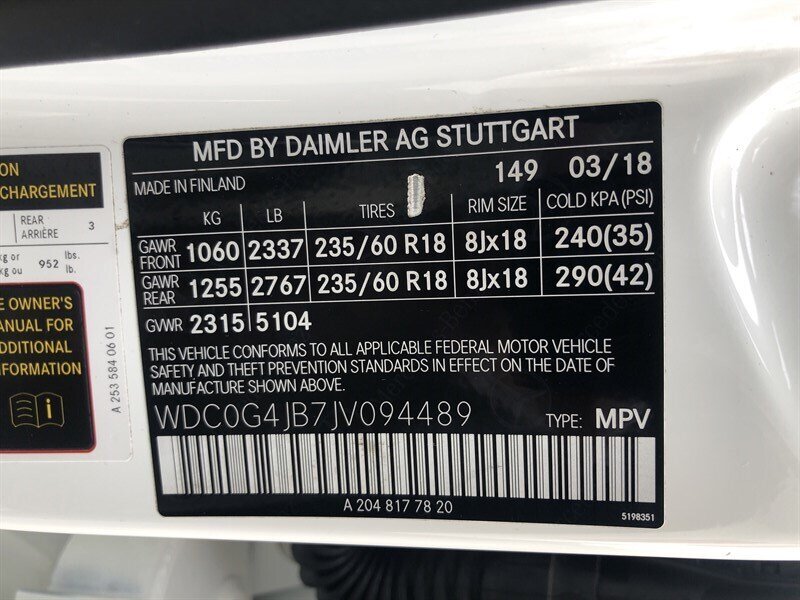 ON
CHARGEMENT
REAR
ARRIÈRE 3
kg or
kg ou 952 lbs.
lb.
E OWNER'S
ANUAL FOR
DDITIONAL
NFORMATION
A 253 584 06 01
MFD BY DAIMLER AG STUTTGART
MADE IN FINLAND 149 03/18
KG LB TIRES RIM SIZE COLD KPA (PSI)
GAWR FRONT 1060 2337 235/60 R18 8Jx18 240(35)
GAWR REAR 1255 2767 235/60 R18 8Jx18 290(42)
GVWR 2315 5104
THIS VEHICLE CONFORMS TO ALL APPLICABLE FEDERAL MOTOR VEHICLE
SAFETY AND THEFT PREVENTION STANDARDS IN EFFECT ON THE DATE OF
MANUFACTURE SHOWN ABOVE.
WDC0G4JB7JV094489 TYPE: MPV
A 204 817 78 20
5198351